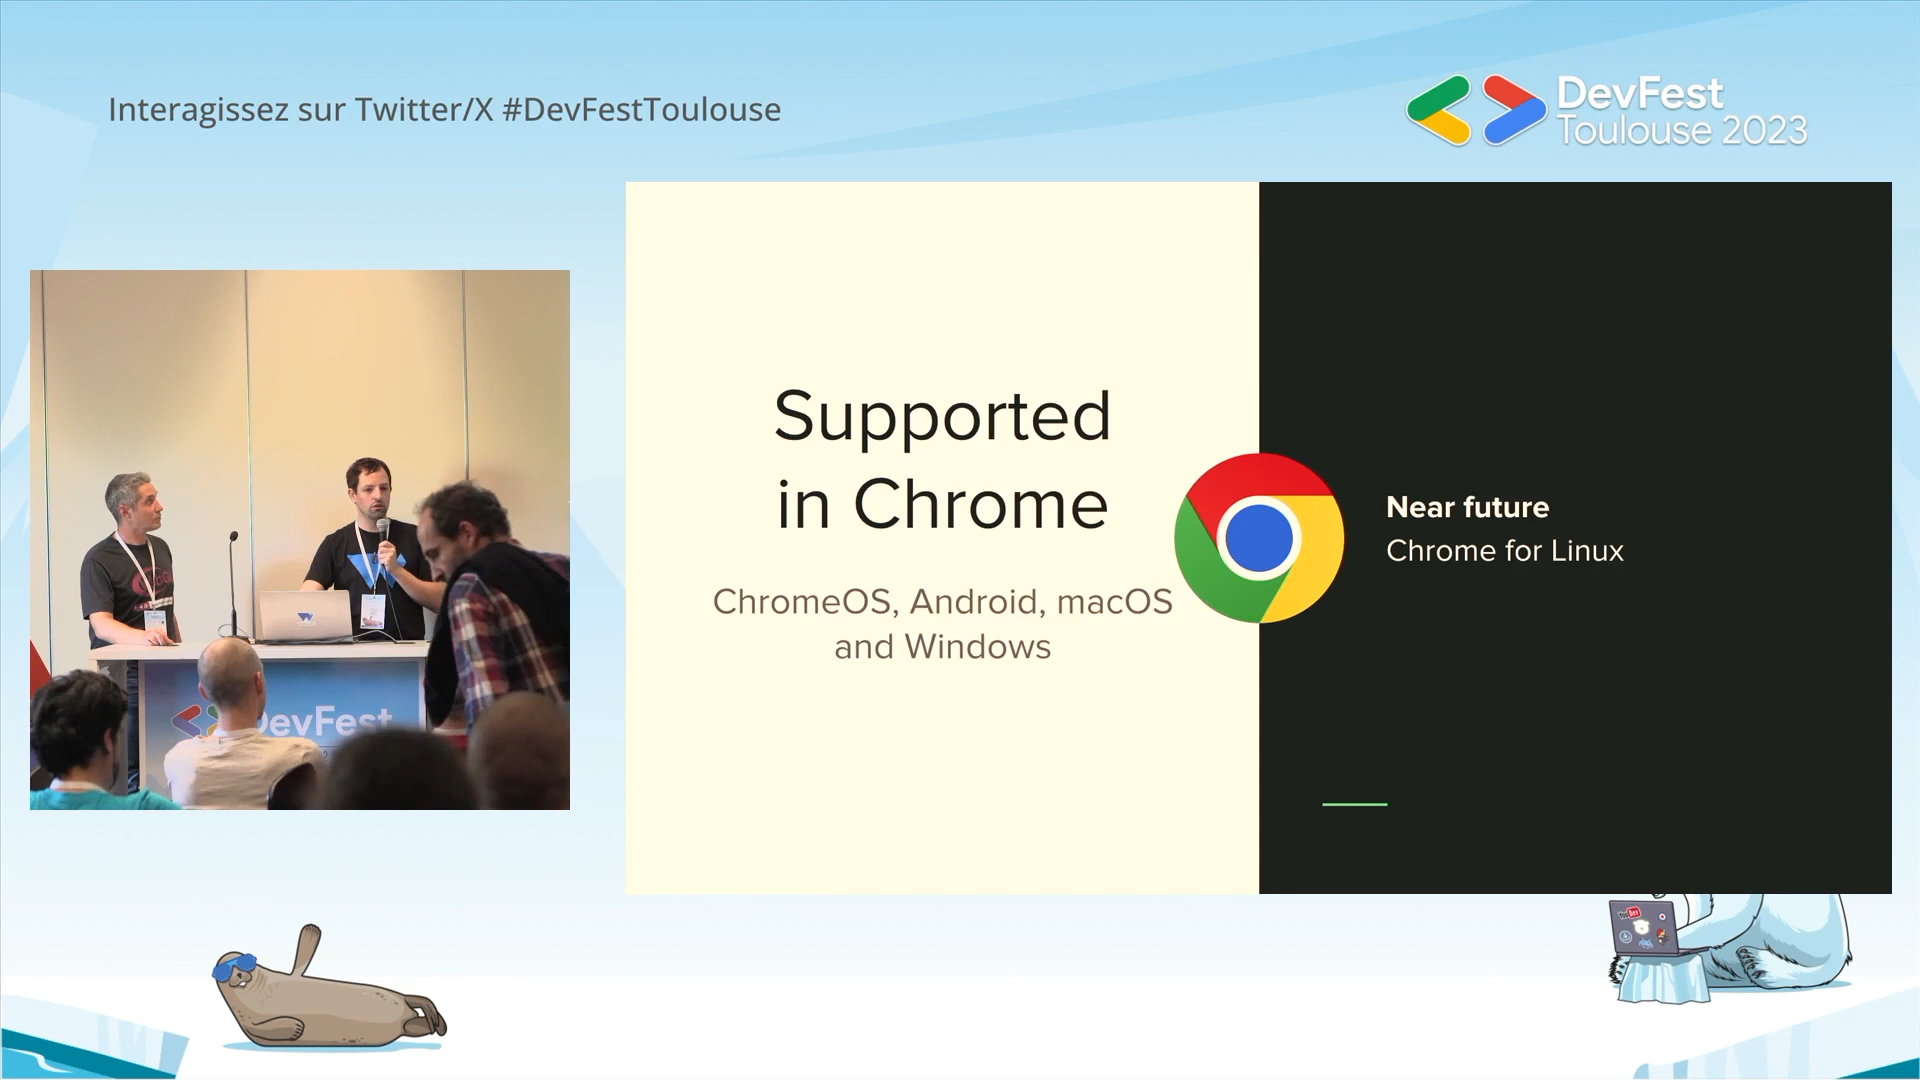 Interagissez sur Twitter/X #DevFestToulouse
DevFest
Toulouse 2023
Supported
in Chrome
ChromeOS, Android, macOS
and Windows
Near future
Chrome for Linux
DevFest